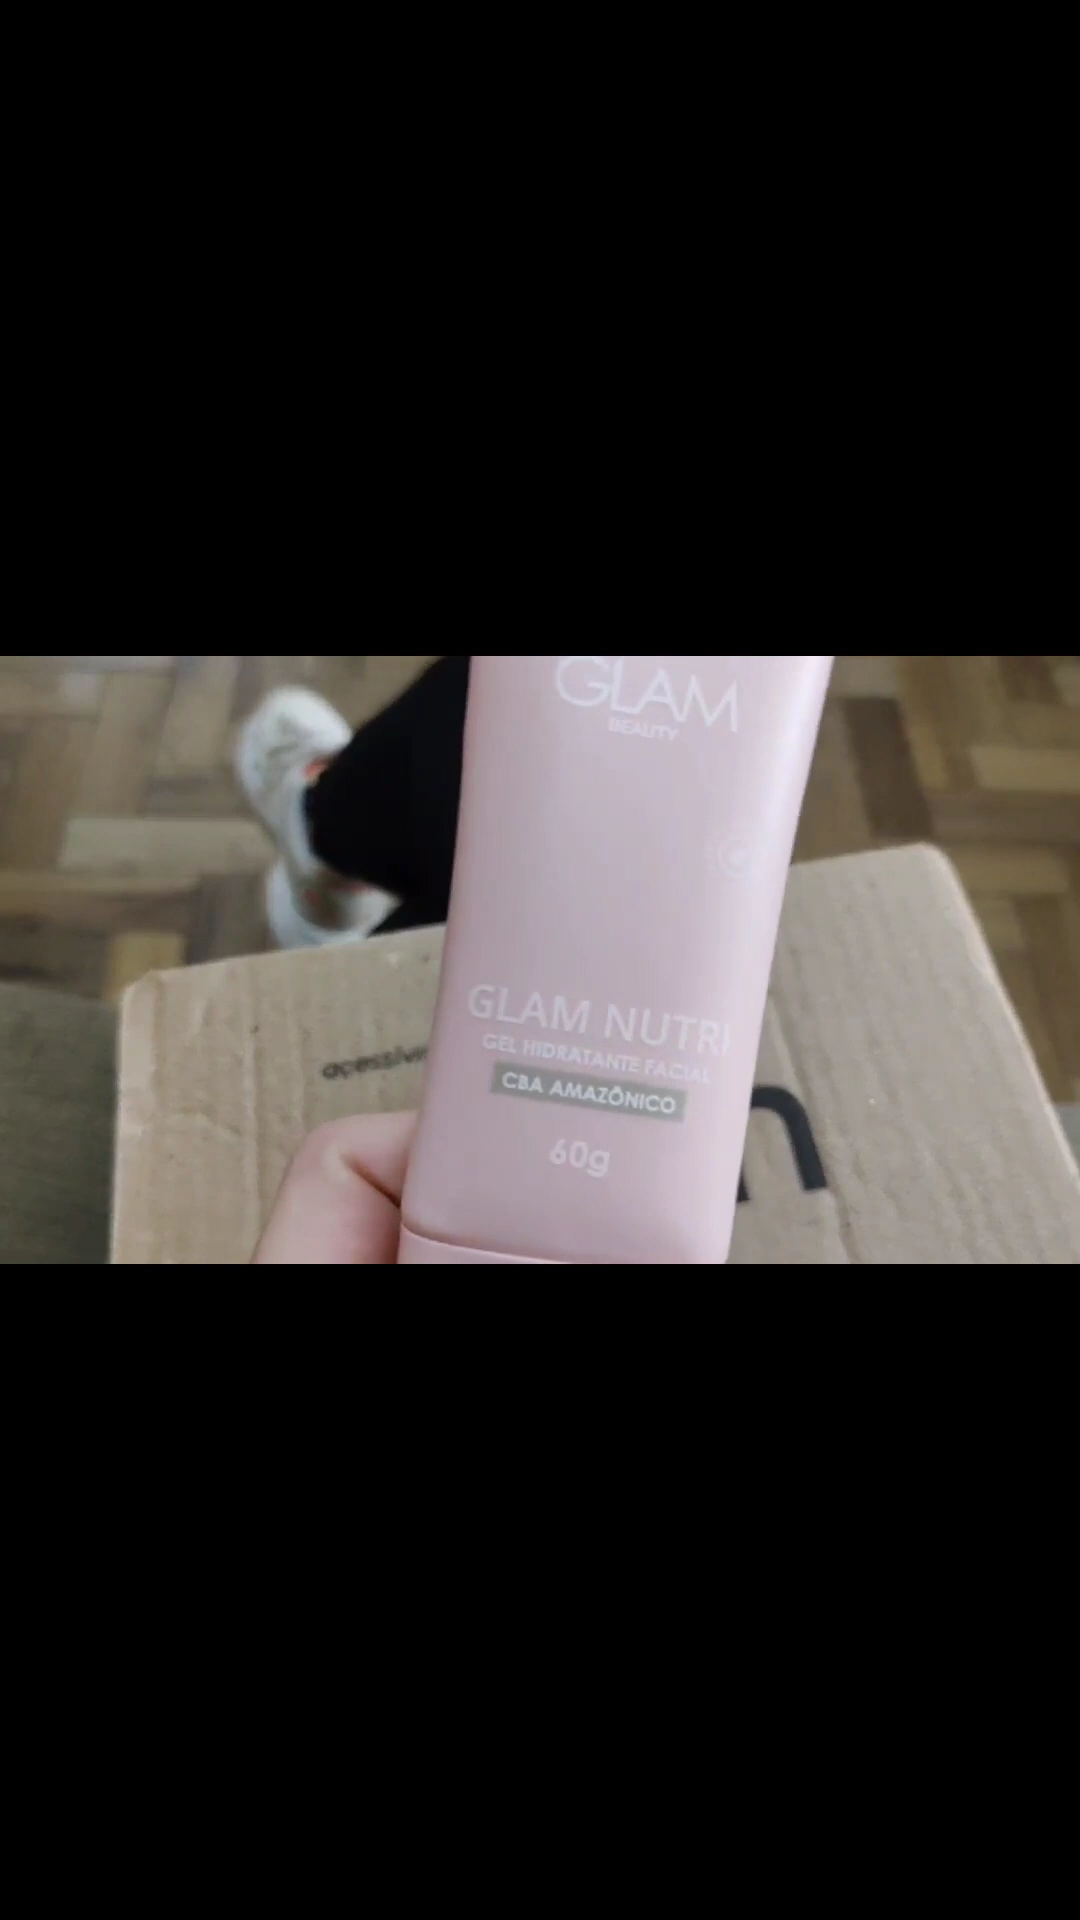 GLAM
BEAUTY
GLAM NUTRI
GEL HIDRATANTE FACIAL
CBA AMAZÔNICO
60g